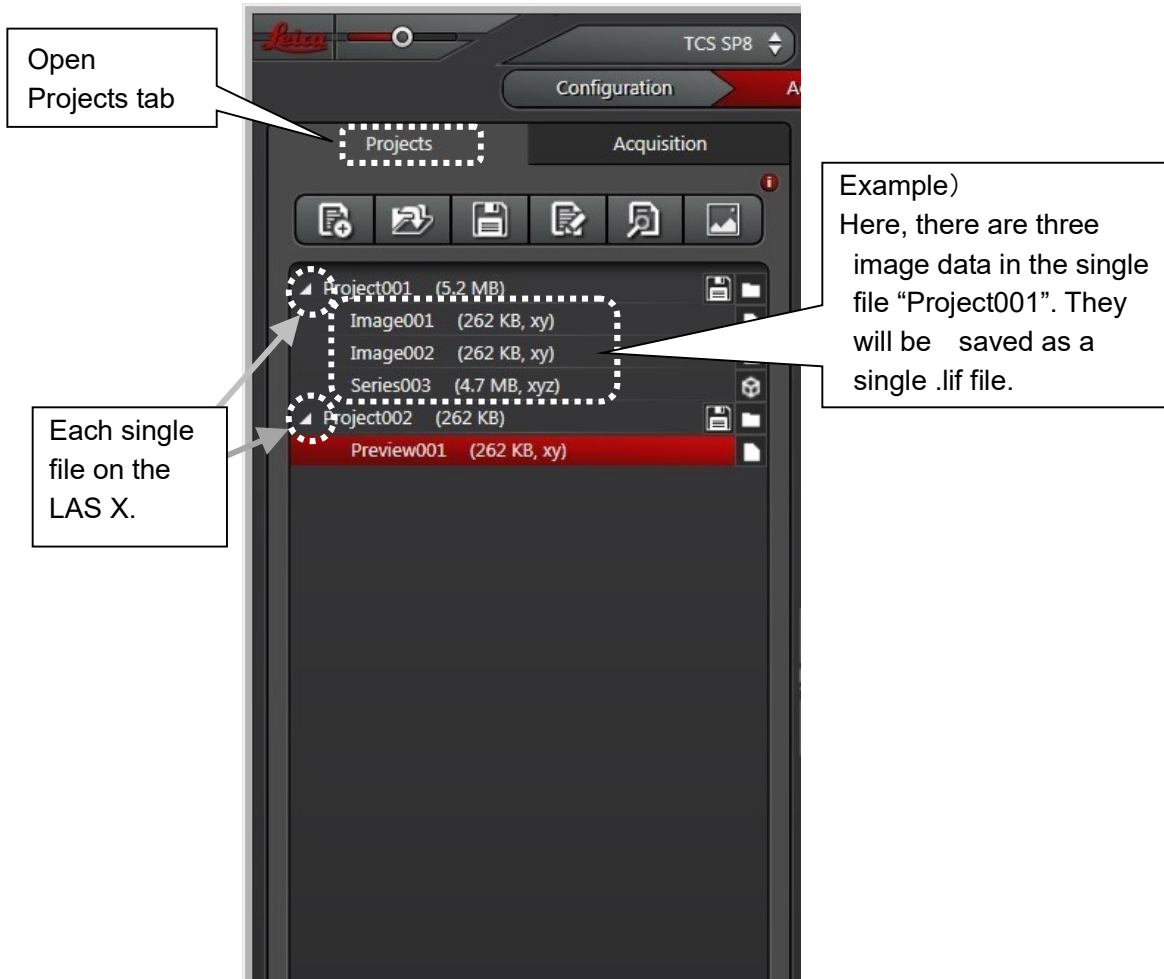 Leica
TCS SP8
Configuration
A
Open
Projects tab
Projects
Acquisition
Example）
Here, there are three
image data in the single
file “Project001”. They
will be saved as a
single .lif file.
Project001 (5.2 MB)
Image001 (262 KB, xy)
Image002 (262 KB, xy)
Series003 (4.7 MB, xyz)
Project002 (262 KB)
Preview001 (262 KB, xy)
Each single
file on the
LAS X.